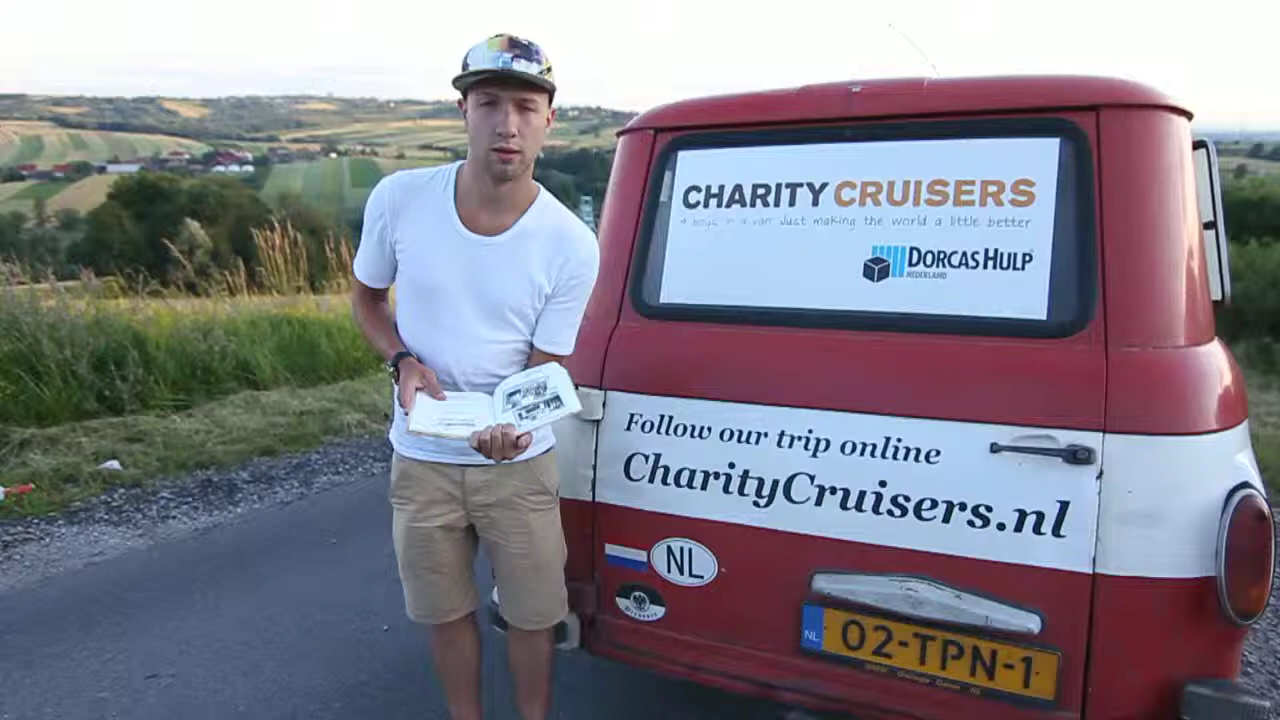 CHARITY CRUISERS
4 boys in a van just making the world a little better
DORCAS HULP
NEDERLAND
Follow our trip online
CharityCruisers.nl
NL
NL
02-TPN-1